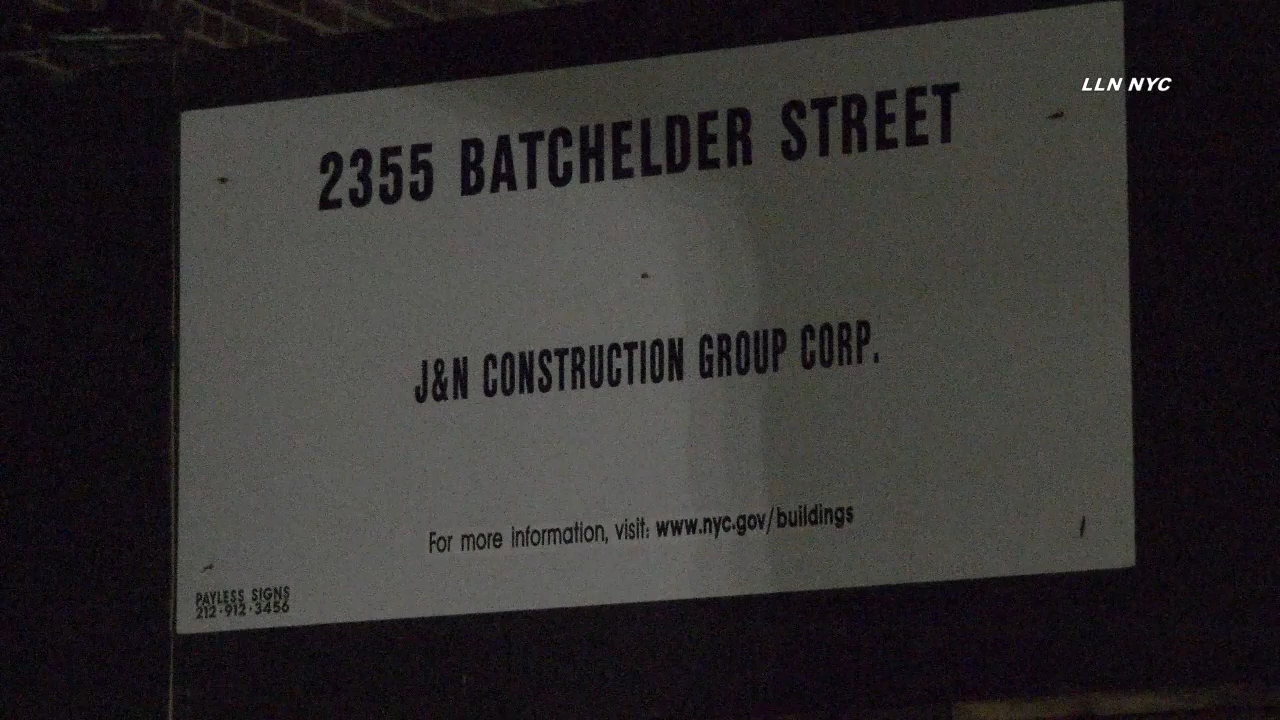 LLN NYC
2355 BATCHELDER STREET
J&N CONSTRUCTION GROUP CORP.
For more information, visit: www.nyc.gov/buildings
PAYLESS SIGNS
212·912·3456